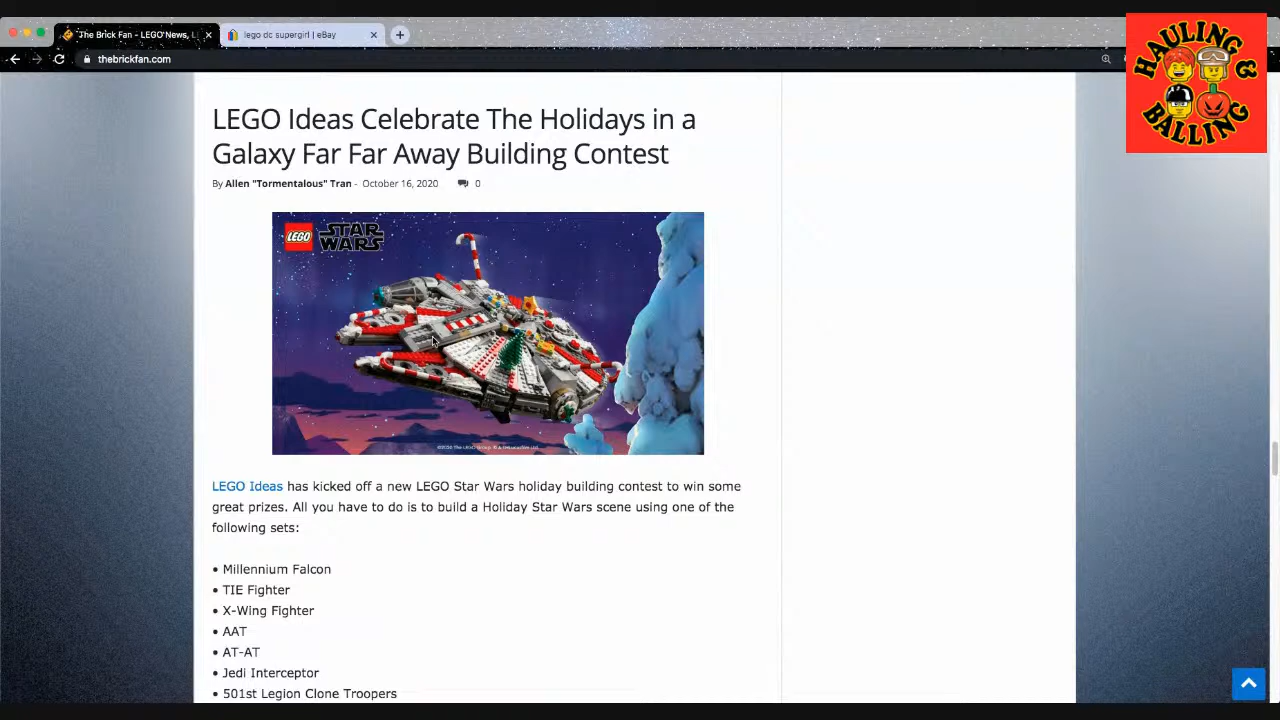 The Brick Fan - LEGO News, L
lego dc supergirl | eBay
thebrickfan.com
HAULING &
BALLING
LEGO Ideas Celebrate The Holidays in a
Galaxy Far Far Away Building Contest
By Allen "Tormentalous" Tran - October 16, 2020 0
LEGO STAR
WARS
LEGO Ideas has kicked off a new LEGO Star Wars holiday building contest to win some
great prizes. All you have to do is to build a Holiday Star Wars scene using one of the
following sets:
• Millennium Falcon
• TIE Fighter
• X-Wing Fighter
• AAT
• AT-AT
• Jedi Interceptor
• 501st Legion Clone Troopers